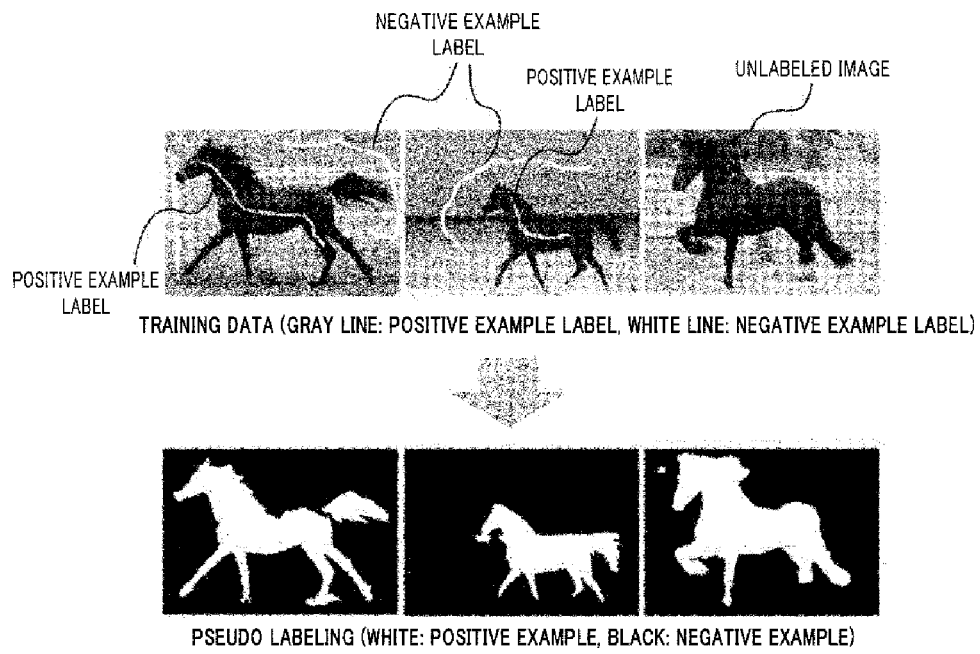 NEGATIVE EXAMPLE
LABEL
POSITIVE EXAMPLE
LABEL
UNLABELED IMAGE
POSITIVE EXAMPLE
LABEL
TRAINING DATA (GRAY LINE: POSITIVE EXAMPLE LABEL, WHITE LINE: NEGATIVE EXAMPLE LABEL)
PSEUDO LABELING (WHITE: POSITIVE EXAMPLE, BLACK: NEGATIVE EXAMPLE)